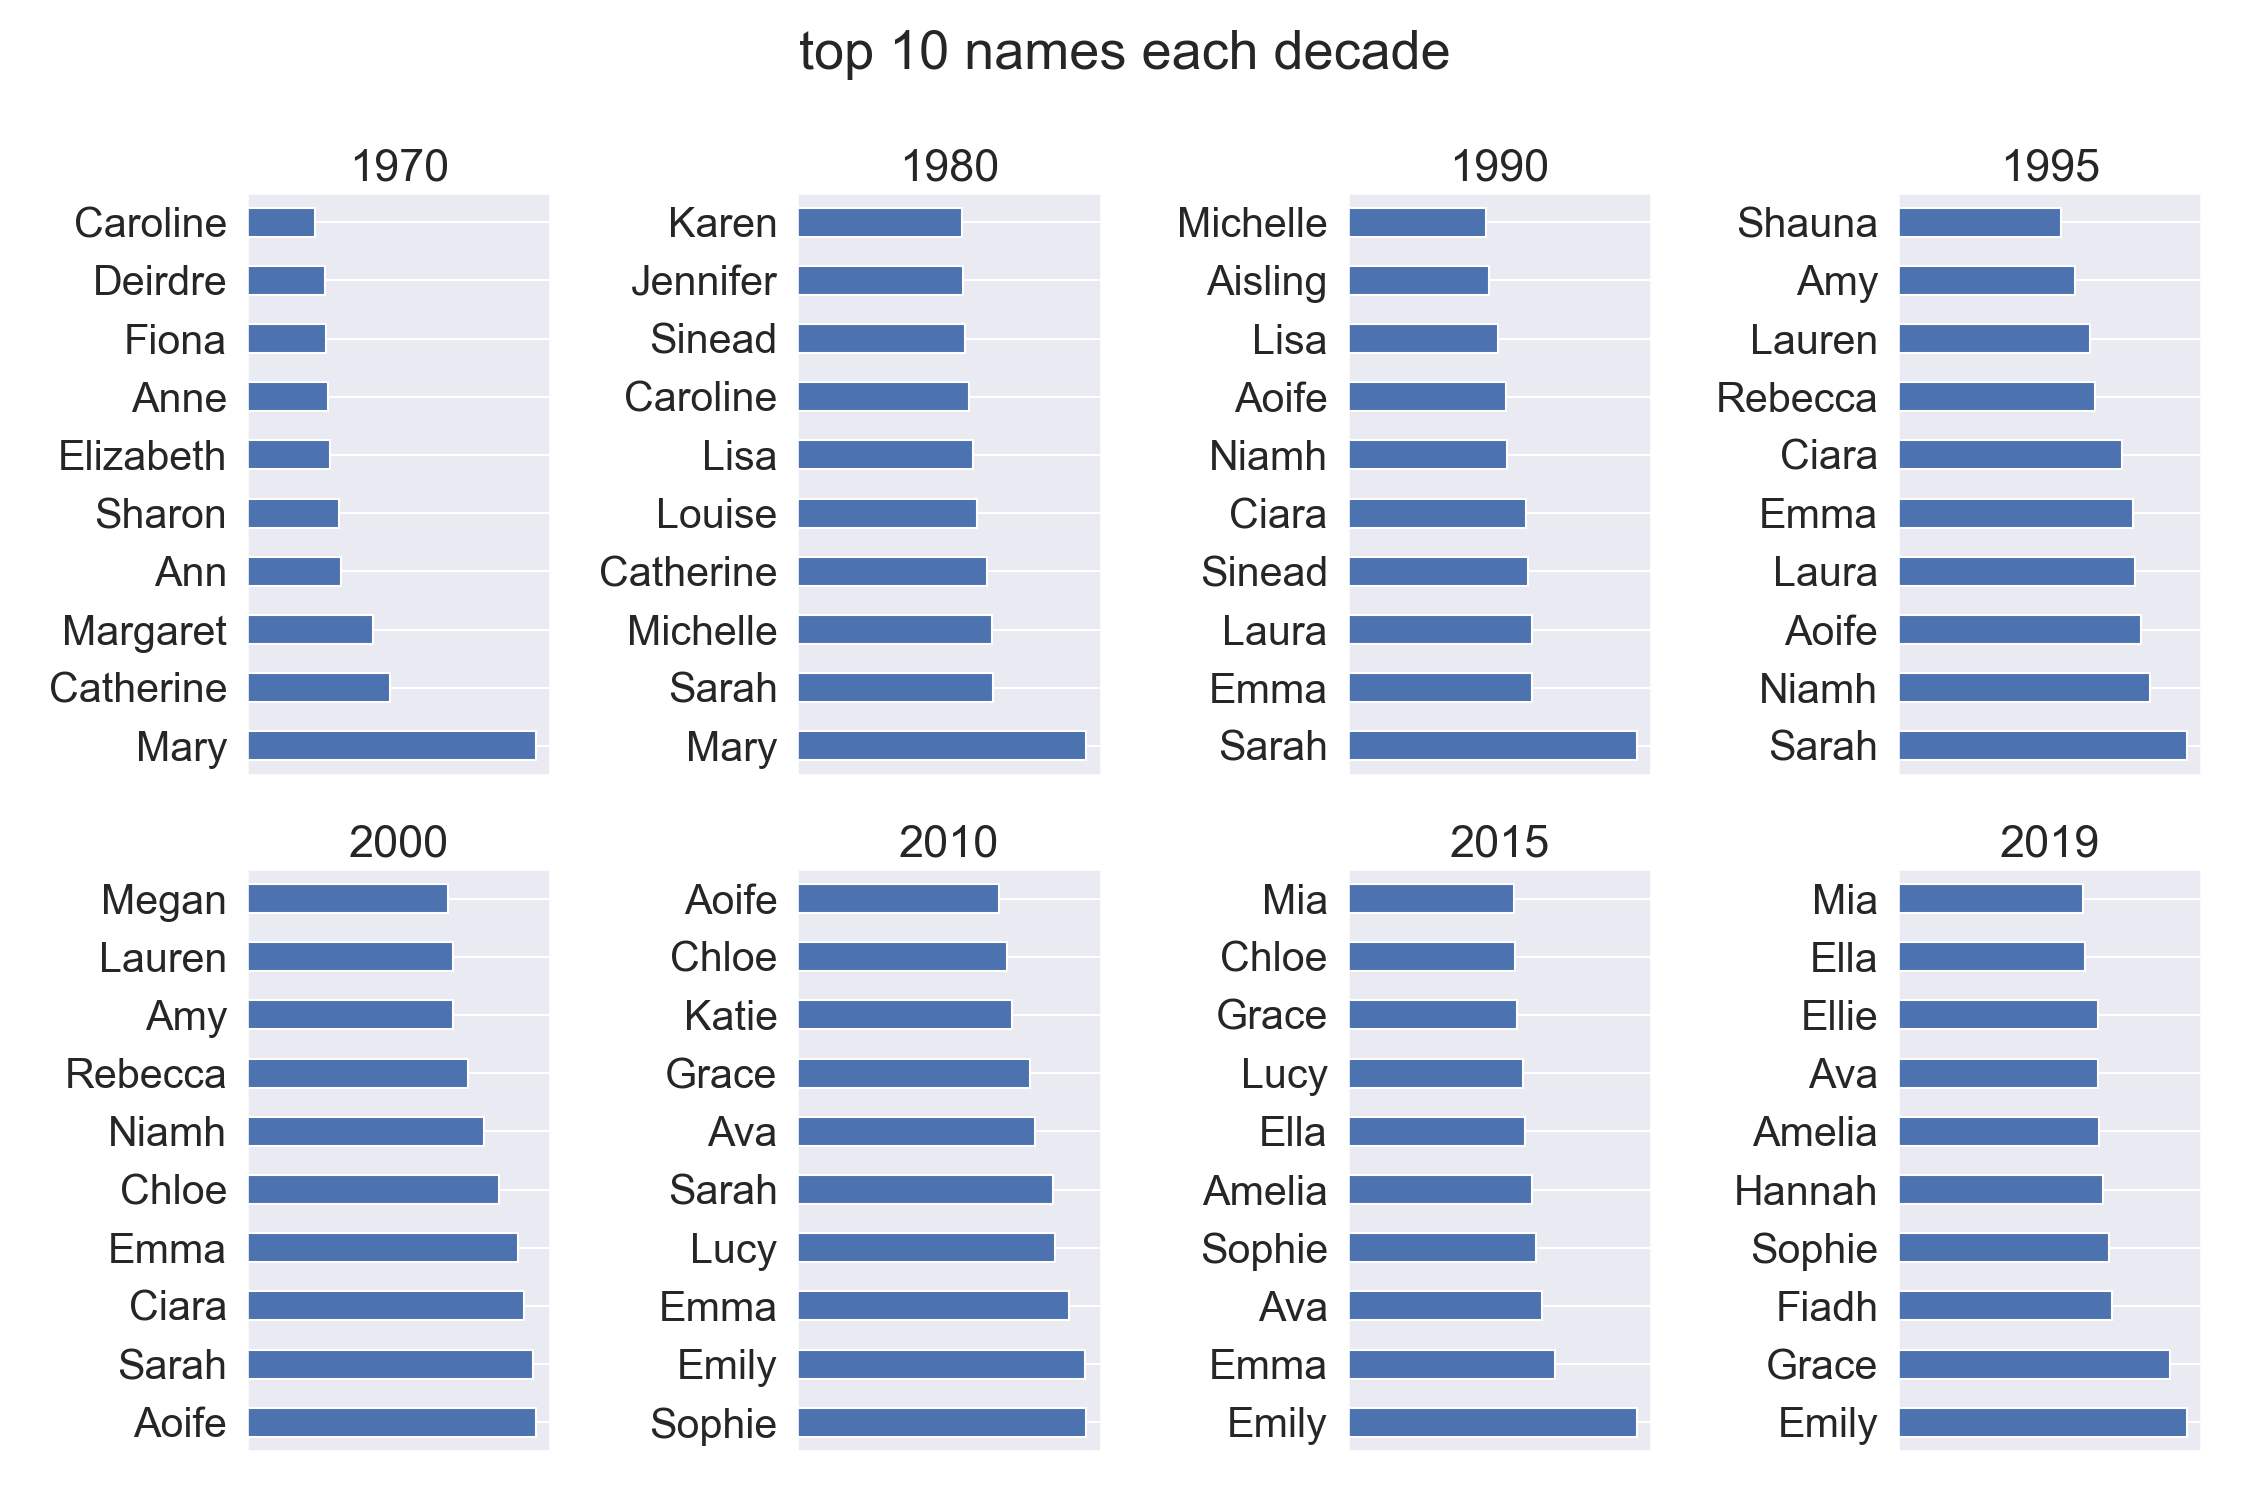 top 10 names each decade
1970
Caroline
Deirdre
Fiona
Anne
Elizabeth
Sharon
Ann
Margaret
Catherine
Mary
1980
Karen
Jennifer
Sinead
Caroline
Lisa
Louise
Catherine
Michelle
Sarah
Mary
1990
Michelle
Aisling
Lisa
Aoife
Niamh
Ciara
Sinead
Laura
Emma
Sarah
1995
Shauna
Amy
Lauren
Rebecca
Ciara
Emma
Laura
Aoife
Niamh
Sarah
2000
Megan
Lauren
Amy
Rebecca
Niamh
Chloe
Emma
Ciara
Sarah
Aoife
2010
Aoife
Chloe
Katie
Grace
Ava
Sarah
Lucy
Emma
Emily
Sophie
2015
Mia
Chloe
Grace
Lucy
Ella
Amelia
Sophie
Ava
Emma
Emily
2019
Mia
Ella
Ellie
Ava
Amelia
Hannah
Sophie
Fiadh
Grace
Emily